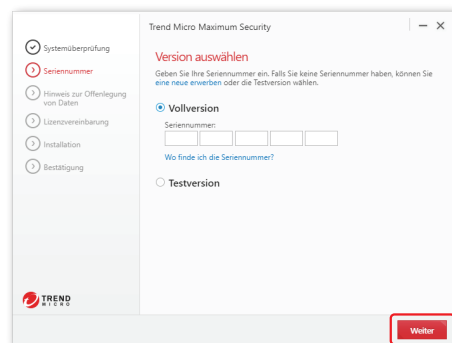 Trend Micro Maximum Security
Systemüberprüfung
Seriennummer
Hinweis zur Offenlegung
von Daten
Lizenzvereinbarung
Installation
Bestätigung
Version auswählen
Geben Sie Ihre Seriennummer ein. Falls Sie keine Seriennummer haben, können Sie
eine neue erwerben oder die Testversion wählen.
Vollversion
Seriennummer:
Wo finde ich die Seriennummer?
Testversion
TREND
MICRO
Weiter